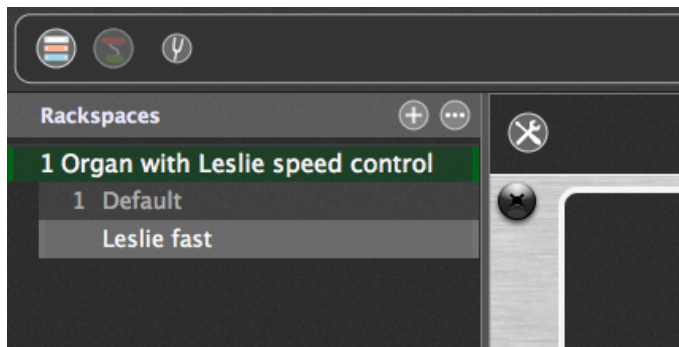 Rackspaces
1 Organ with Leslie speed control
1 Default
Leslie fast